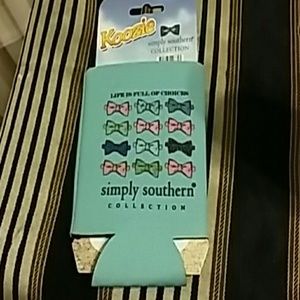 Koozie
simply southern®
COLLECTION
LIFE IS FULL OF CHOICES
simply southern®
COLLECTION